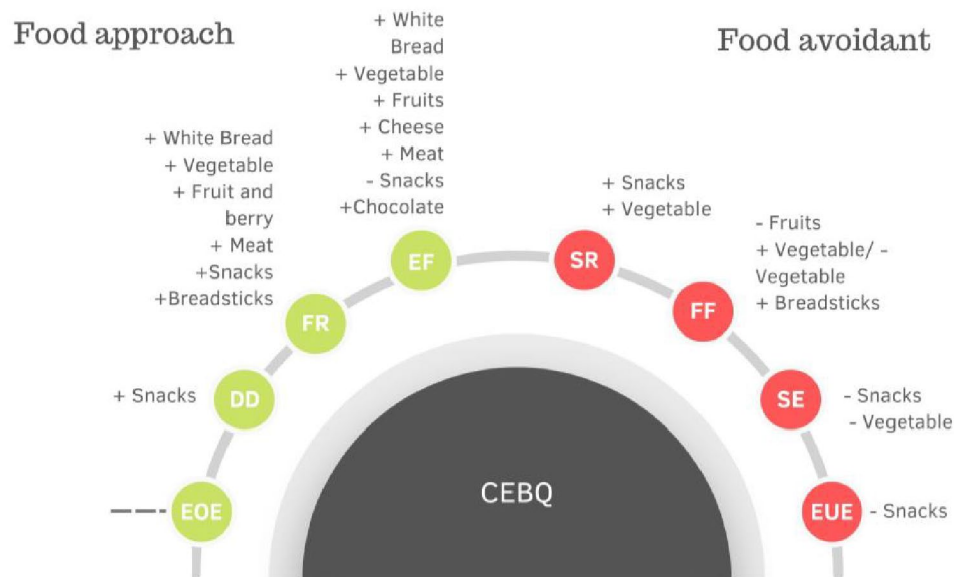 Food approach
Food avoidant
+ White
Bread
+ Vegetable
+ Fruits
+ Cheese
+ Meat
- Snacks
+Chocolate
+ White Bread
+ Vegetable
+ Fruit and
berry
+ Meat
+Snacks
+Breadsticks
+ Snacks
+ Vegetable
- Fruits
+ Vegetable/ -
Vegetable
+ Breadsticks
EF
SR
FR
FF
+ Snacks
DD
SE
- Snacks
- Vegetable
CEBQ
EOE
EUE
- Snacks